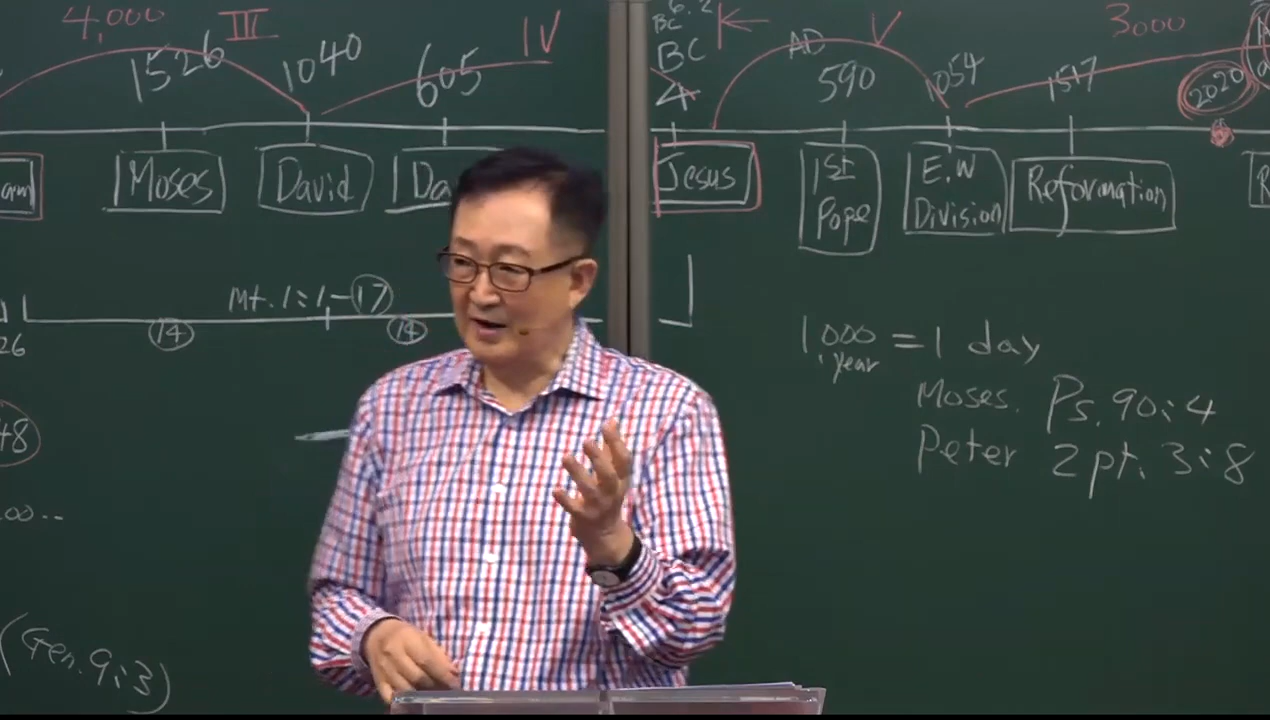 4,000 III
1526 1040 605 IV
Moses David Da
Mt. 1:1-17
14 14
26
48
(Gen. 9:3)
BC 6.2
BC AD V 3000
4 590 1054 1517 2020
Jesus 1st Pope E.W Division Reformation R
1,000 year = 1 day
Moses. Ps. 90:4
Peter 2pt. 3:8